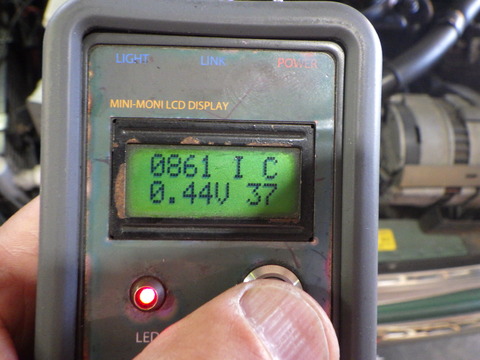 LIGHT LINK POWER
MINI-MONI LCD DISPLAY
0861 I C
0.44V 37
LED